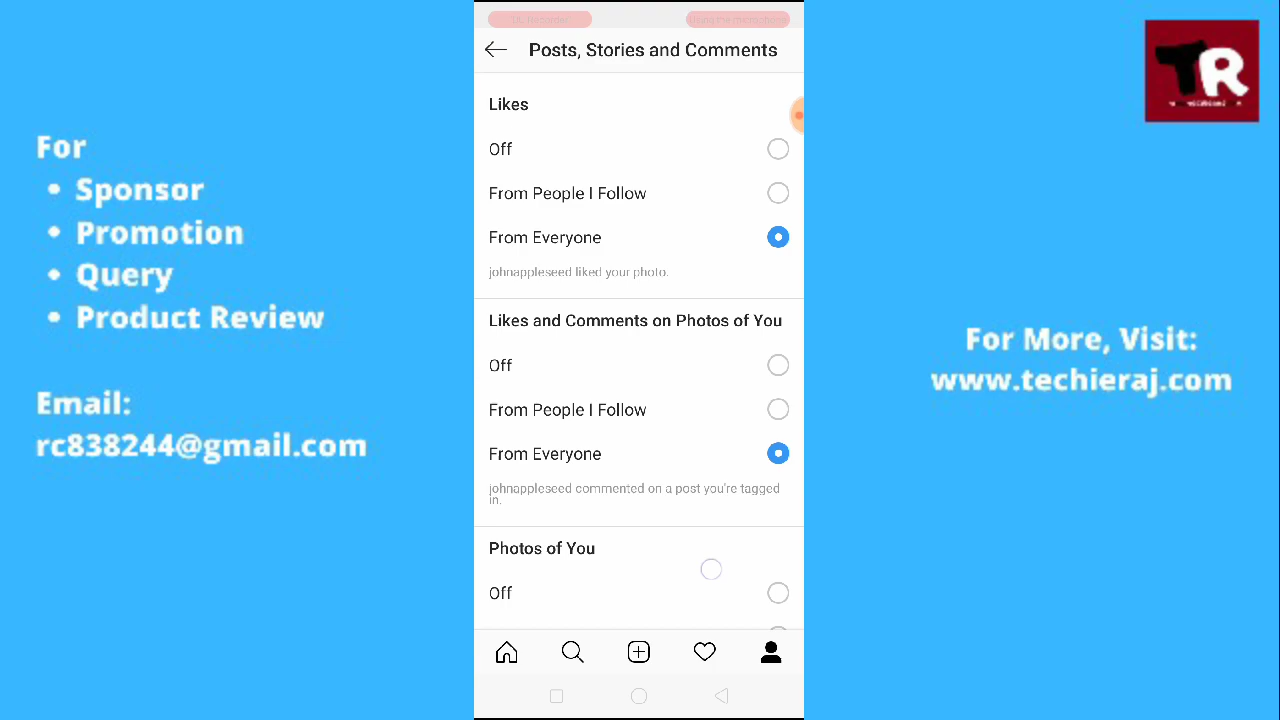 For
• Sponsor
• Promotion
• Query
• Product Review
Email:
rc838244@gmail.com
Posts, Stories and Comments
Likes
Off
From People I Follow
From Everyone
johnappleseed liked your photo.
Likes and Comments on Photos of You
Off
From People I Follow
From Everyone
johnappleseed commented on a post you're tagged
in.
Photos of You
Off
TR
For More, Visit:
www.techieraj.com